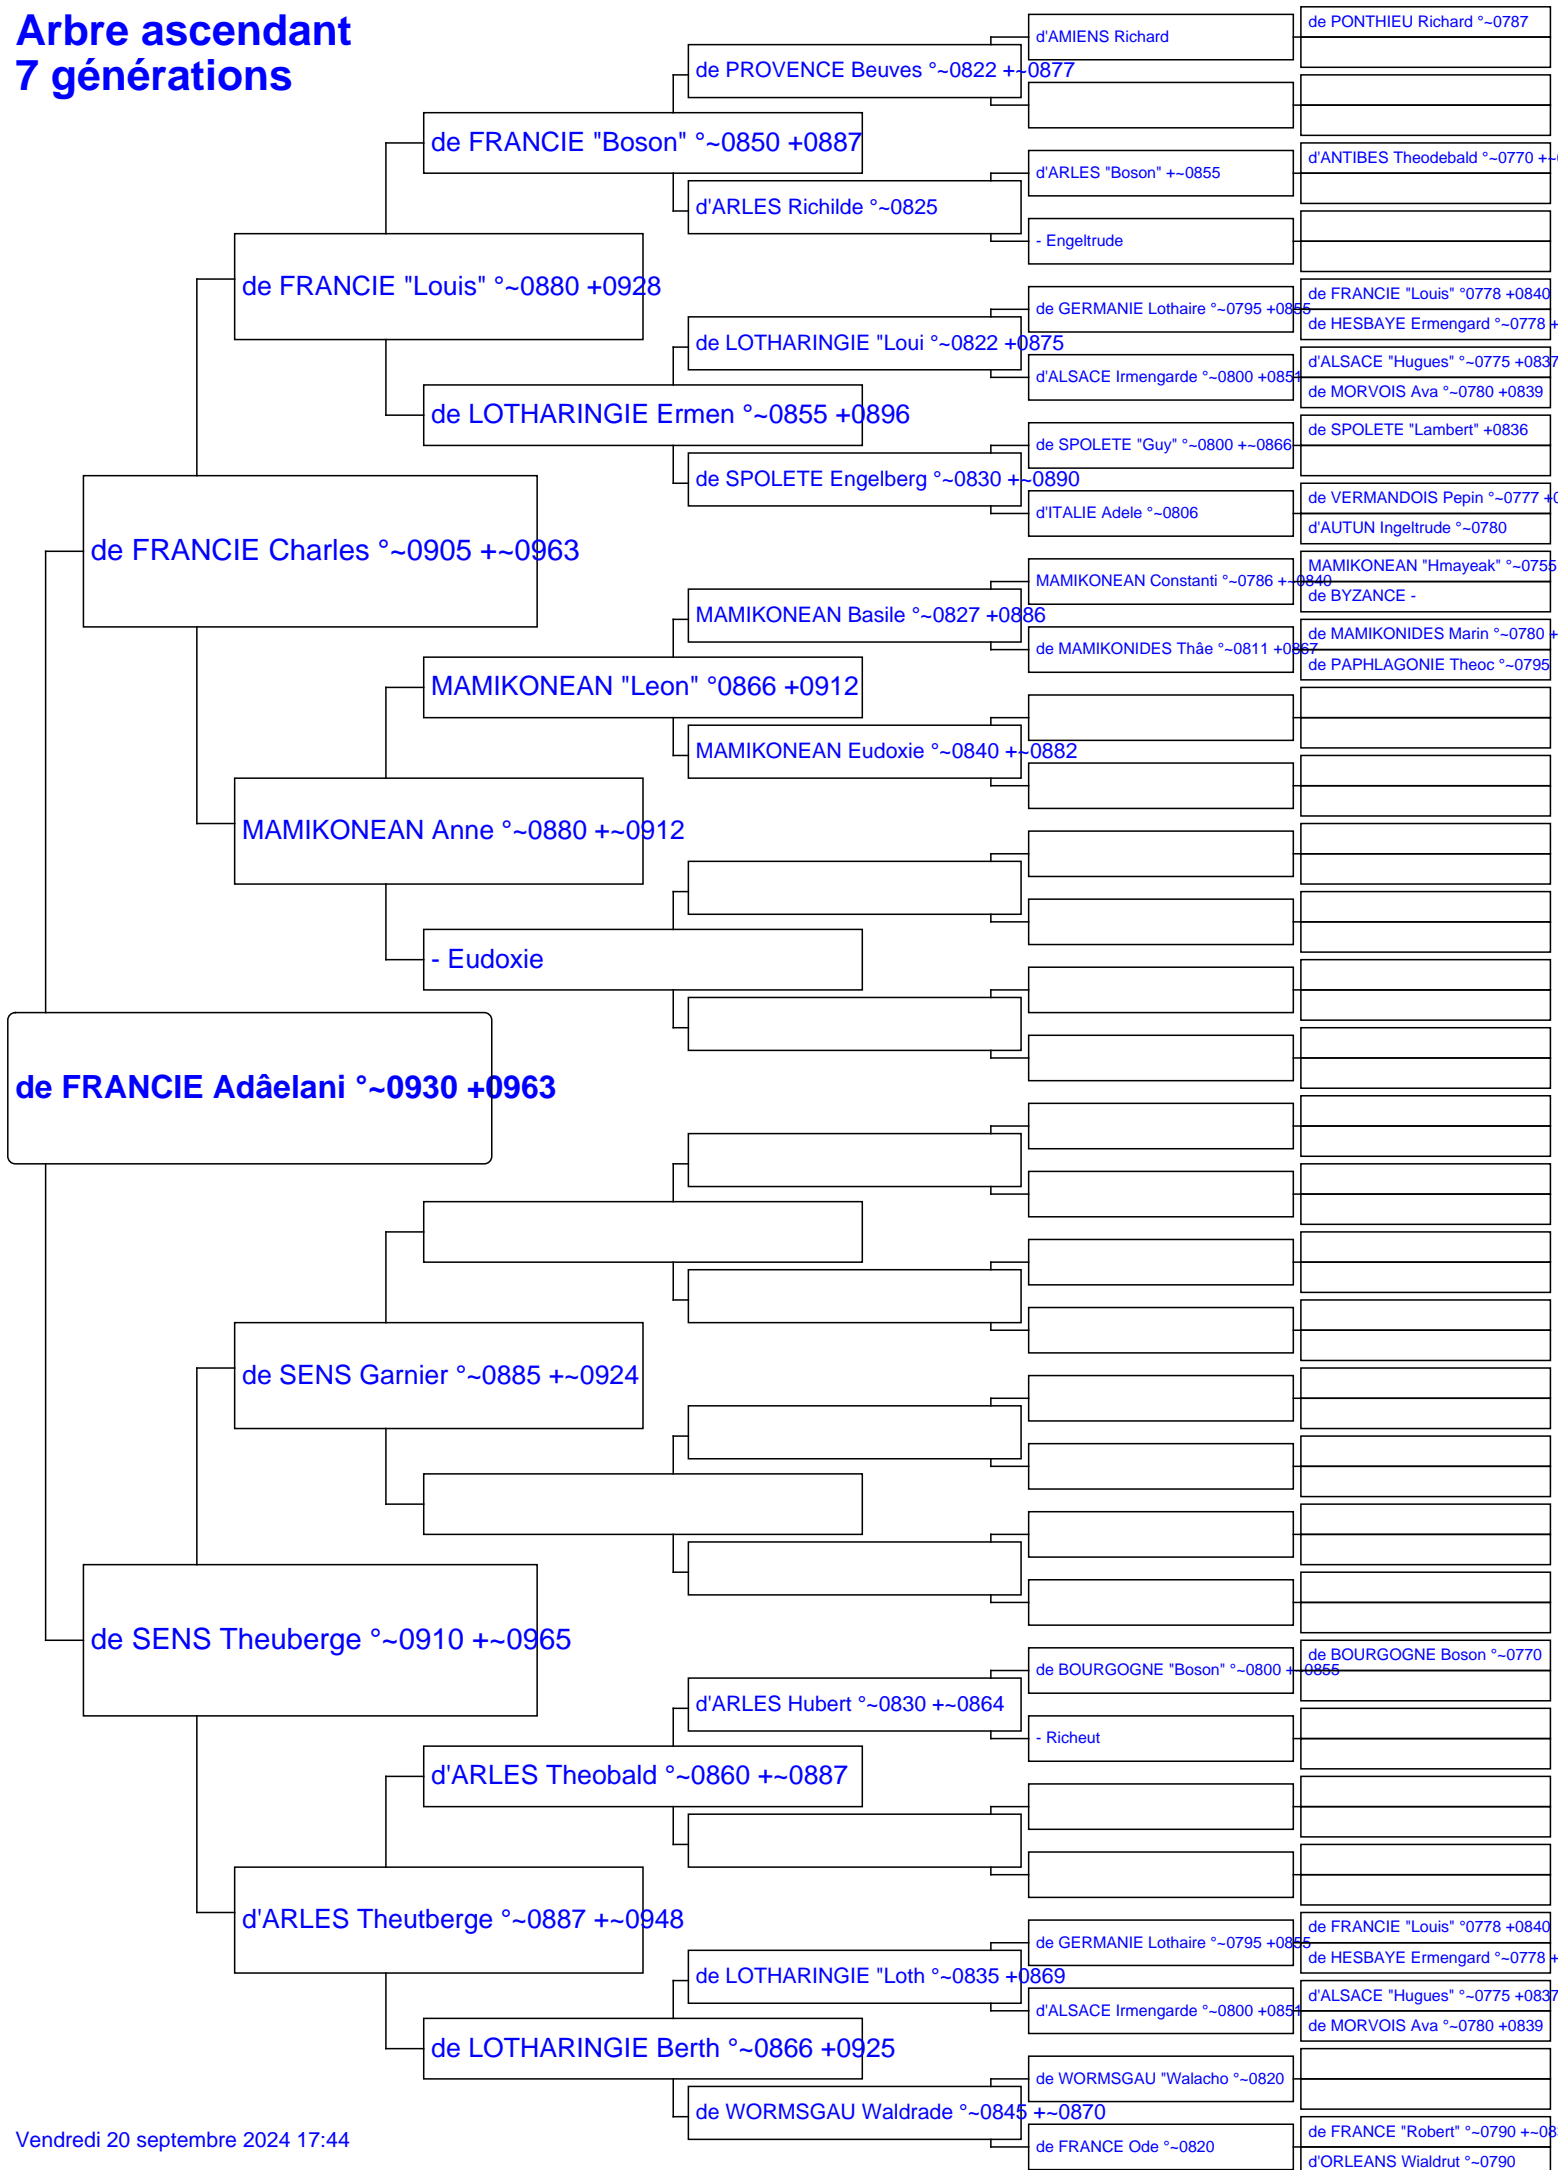 Arbre ascendant
7 générations
de PONTHIEU Richard °~0787
d'AMIENS Richard
de PROVENCE Beuves °~0822 +~0877
de FRANCIE "Boson" °~0850 +0887
d'ANTIBES Theodebald °~0770 +~
d'ARLES "Boson" +~0855
d'ARLES Richilde °~0825
- Engeltrude
de FRANCIE "Louis" °~0880 +0928
de FRANCIE "Louis" °0778 +0840
de GERMANIE Lothaire °~0795 +0855
de HESBAYE Ermengard °~0778 +
de LOTHARINGIE "Loui °~0822 +0875
d'ALSACE "Hugues" °~0775 +0837
d'ALSACE Irmengarde °~0800 +0851
de MORVOIS Ava °~0780 +0839
de LOTHARINGIE Ermen °~0855 +0896
de SPOLETE "Lambert" +0836
de SPOLETE "Guy" °~0800 +~0866
de SPOLETE Engelberg °~0830 +~0890
de VERMANDOIS Pepin °~0777 +0
d'ITALIE Adele °~0806
d'AUTUN Ingeltrude °~0780
de FRANCIE Charles °~0905 +~0963
MAMIKONEAN "Hmayeak" °~0755
MAMIKONEAN Constanti °~0786 +~0840
de BYZANCE -
MAMIKONEAN Basile °~0827 +0886
de MAMIKONIDES Marin °~0780 +
de MAMIKONIDES Thâe °~0811 +0867
de PAPHLAGONIE Theoc °~0795
MAMIKONEAN "Leon" °0866 +0912
MAMIKONEAN Eudoxie °~0840 +~0882
MAMIKONEAN Anne °~0880 +~0912
- Eudoxie
de FRANCIE Adâelani °~0930 +0963
de SENS Garnier °~0885 +~0924
de SENS Theuberge °~0910 +~0965
de BOURGOGNE Boson °~0770
de BOURGOGNE "Boson" °~0800 +~0855
d'ARLES Hubert °~0830 +~0864
- Richeut
d'ARLES Theobald °~0860 +~0887
d'ARLES Theutberge °~0887 +~0948
de FRANCIE "Louis" °0778 +0840
de GERMANIE Lothaire °~0795 +0855
de HESBAYE Ermengard °~0778 +
de LOTHARINGIE "Loth °~0835 +0869
d'ALSACE "Hugues" °~0775 +0837
d'ALSACE Irmengarde °~0800 +0851
de MORVOIS Ava °~0780 +0839
de LOTHARINGIE Berth °~0866 +0925
de WORMSGAU "Walacho °~0820
de WORMSGAU Waldrade °~0845 +~0870
de FRANCE "Robert" °~0790 +~08
de FRANCE Ode °~0820
d'ORLEANS Wialdrut °~0790
Vendredi 20 septembre 2024 17:44